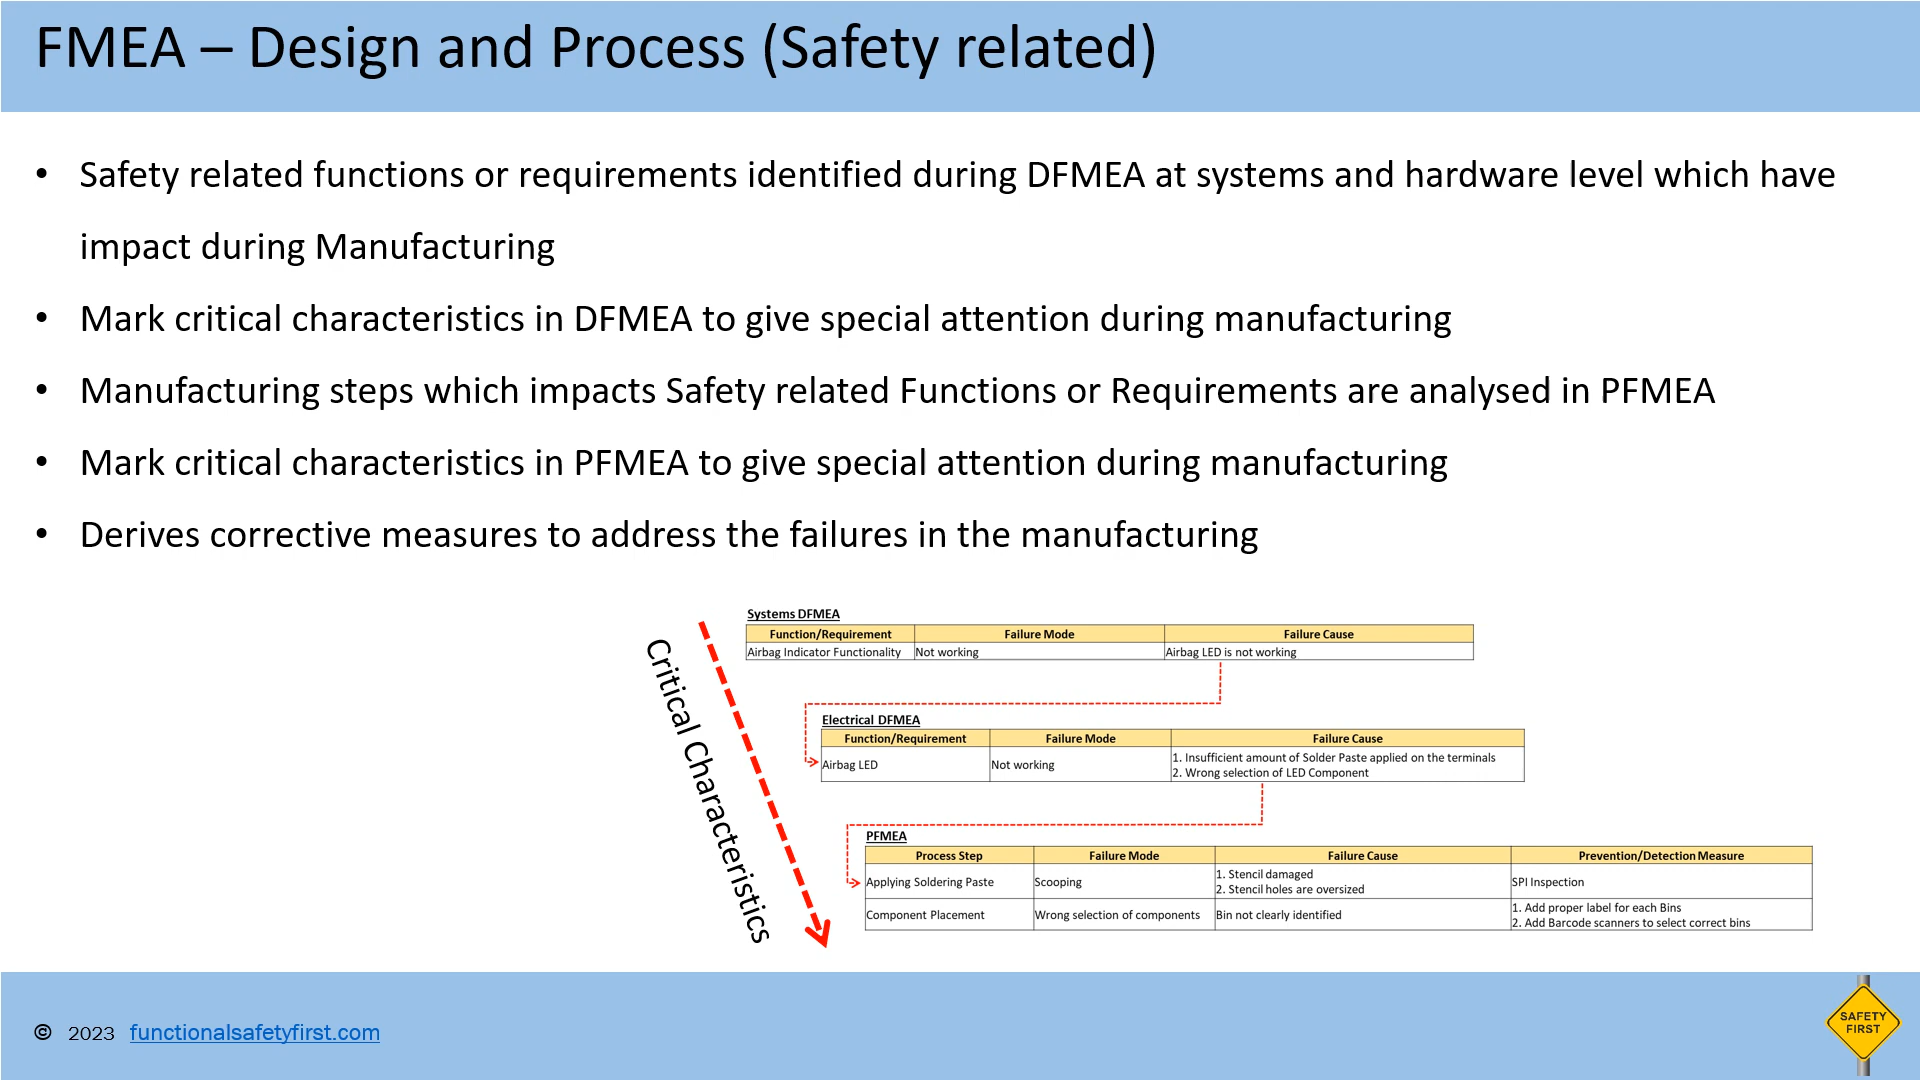 FMEA – Design and Process (Safety related)
• Safety related functions or requirements identified during DFMEA at systems and hardware level which have
impact during Manufacturing
• Mark critical characteristics in DFMEA to give special attention during manufacturing
• Manufacturing steps which impacts Safety related Functions or Requirements are analysed in PFMEA
• Mark critical characteristics in PFMEA to give special attention during manufacturing
• Derives corrective measures to address the failures in the manufacturing
Critical Characteristics
Systems DFMEA
Function/Requirement Failure Mode Failure Cause
Airbag Indicator Functionality Not working Airbag LED is not working
Electrical DFMEA
Function/Requirement Failure Mode Failure Cause
Airbag LED Not working 1. Insufficient amount of Solder Paste applied on the terminals
2. Wrong selection of LED Component
PFMEA
Process Step Failure Mode Failure Cause Prevention/Detection Measure
Applying Soldering Paste Scooping 1. Stencil damaged
2. Stencil holes are oversized SPI Inspection
Component Placement Wrong selection of components Bin not clearly identified 1. Add proper label for each Bins
2. Add Barcode scanners to select correct bins
© 2023 functionalsafetyfirst.com
SAFETY
FIRST